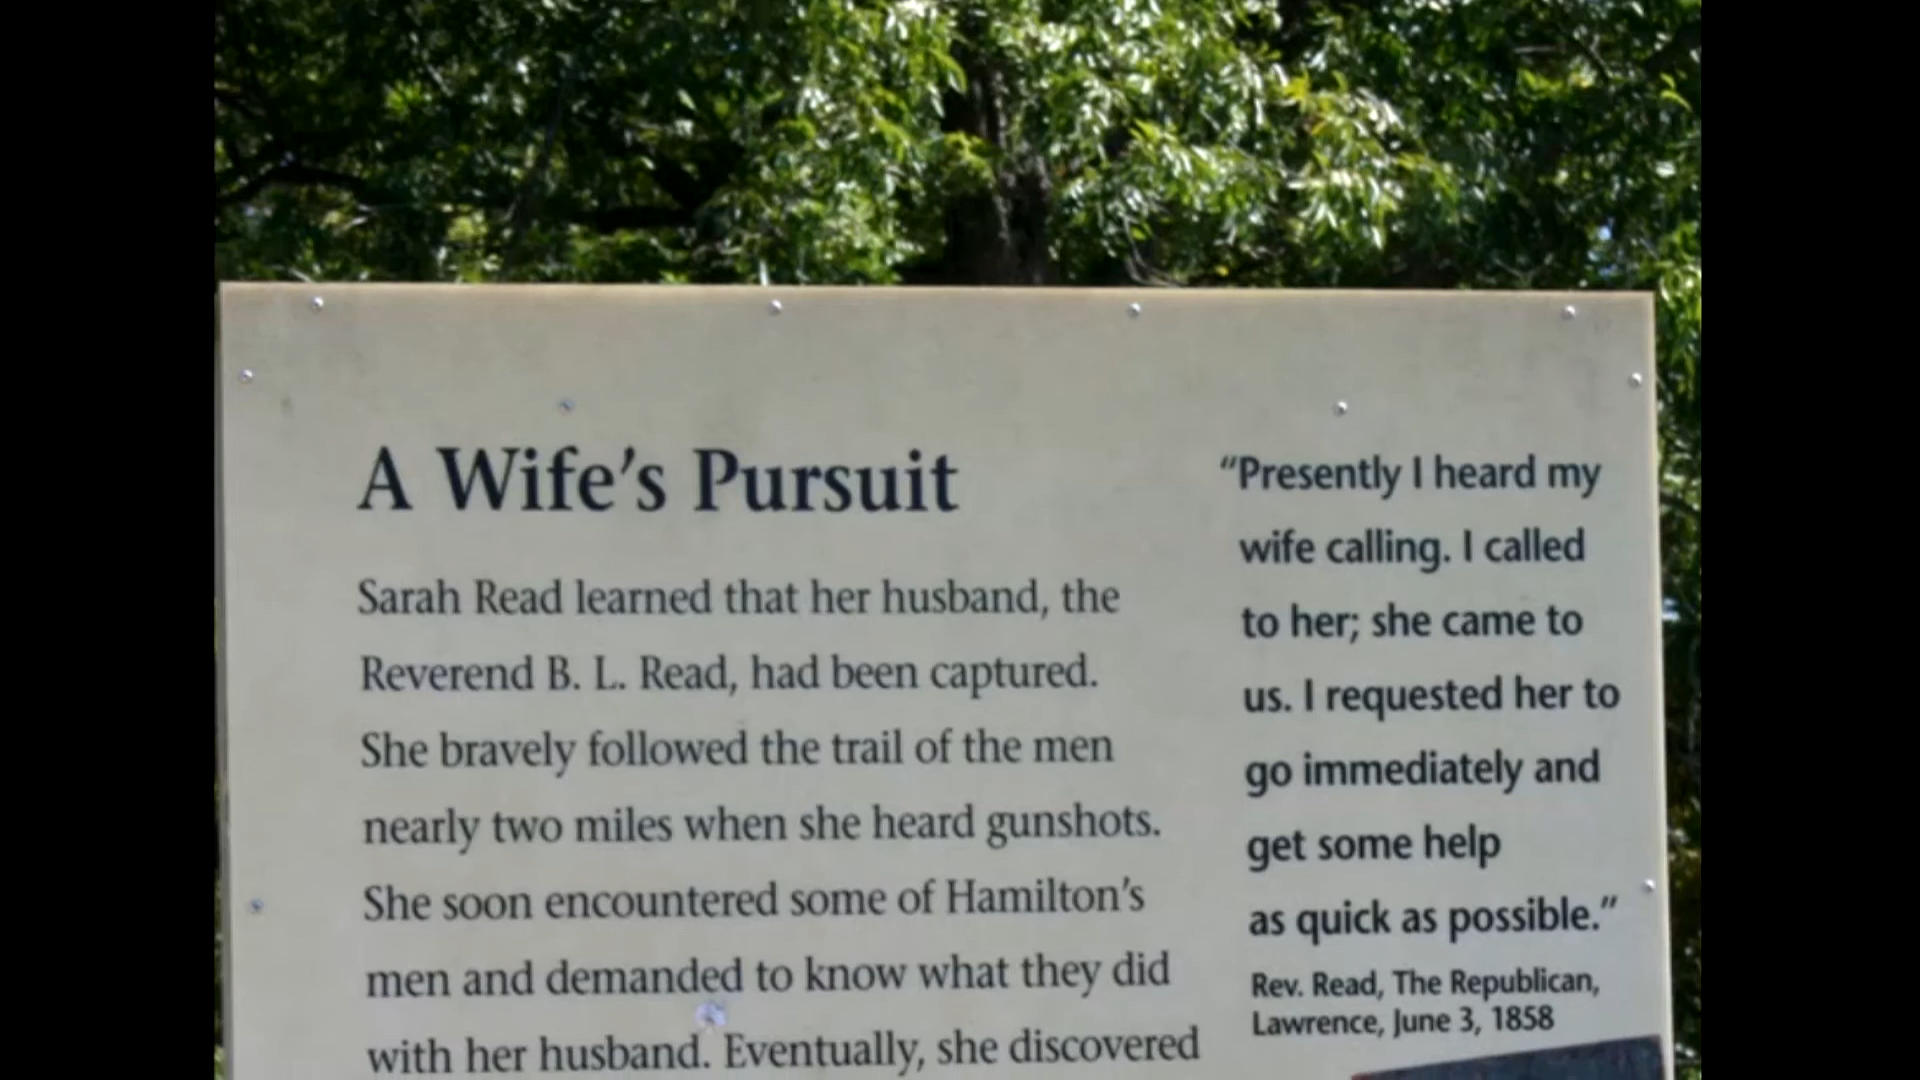 A Wife's Pursuit
Sarah Read learned that her husband, the
Reverend B. L. Read, had been captured.
She bravely followed the trail of the men
nearly two miles when she heard gunshots.
She soon encountered some of Hamilton's
men and demanded to know what they did
with her husband. Eventually, she discovered
“Presently I heard my
wife calling. I called
to her; she came to
us. I requested her to
go immediately and
get some help
as quick as possible.”
Rev. Read, The Republican,
Lawrence, June 3, 1858